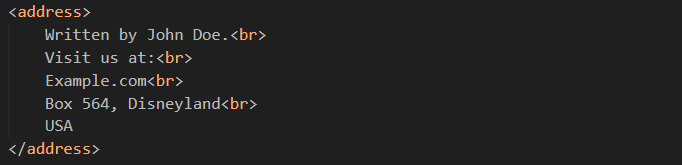 <address>
    Written by John Doe.<br>
    Visit us at:<br>
    Example.com<br>
    Box 564, Disneyland<br>
    USA
</address>